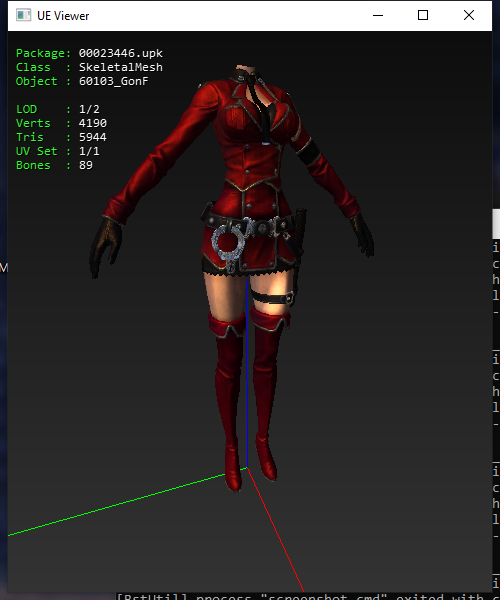 UE Viewer
Package: 00023446.upk
Class : SkeletalMesh
Object : 60103_GonF
LOD : 1/2
Verts : 4190
Tris : 5944
UV Set : 1/1
Bones : 89
M
i
c
h
l
-
i
c
h
l
-
i
c
h
l
-
i
[RstUtil] process "screenshot.cmd" exited with c